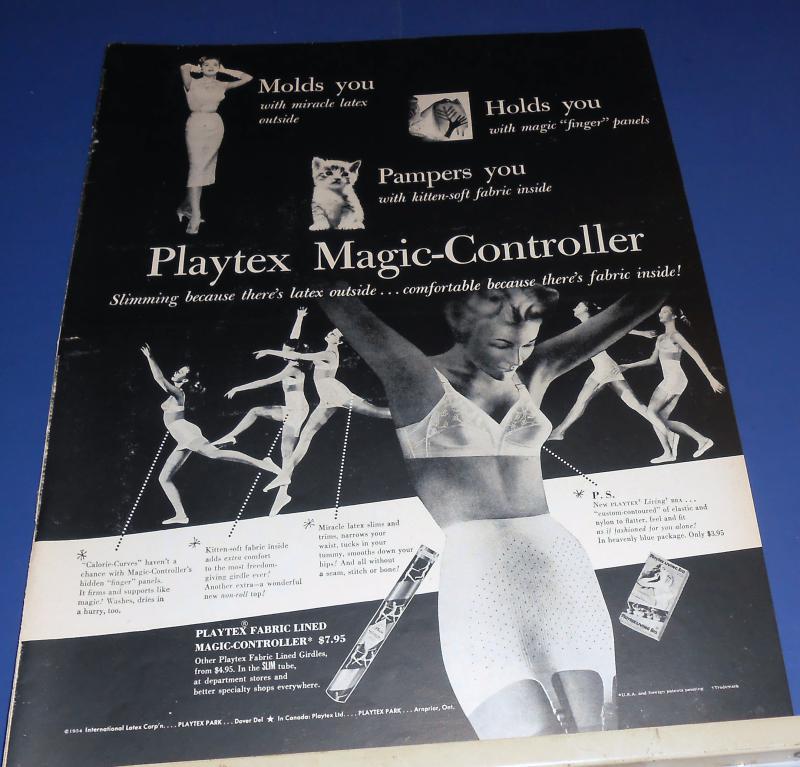 Molds you
with miracle latex
outside
Holds you
with magic "finger" panels
Pampers you
with kitten-soft fabric inside
Playtex Magic-Controller
Slimming because there's latex outside . . . comfortable because there's fabric inside!
* "Calorie-Curves" haven't a
chance with Magic-Controller's
hidden "finger" panels.
It firms and supports like
magic! Washes, dries in
a hurry, too.
* Kitten-soft fabric inside
adds extra comfort
to the most freedom-
giving girdle ever!
Another extra—a wonderful
new non-roll top!
* Miracle latex slims and
trims, narrows your
waist, tucks in your
tummy, smooths down your
hips! And all without
a seam, stitch or bone!
* P. S.
New PLAYTEX† Living† BRA . . .
"custom-contoured" of elastic and
nylon to flatter, feel and fit
as if fashioned for you alone!
In heavenly blue package. Only $3.95
PLAYTEX® FABRIC LINED
MAGIC-CONTROLLER* $7.95
Other Playtex Fabric Lined Girdles,
from $4.95. In the SLIM tube,
at department stores and
better specialty shops everywhere.
*U.S.A. and foreign patents pending †Trademark
©1954 International Latex Corp'n. . . . PLAYTEX PARK . . . Dover Del ★ In Canada: Playtex Ltd. . . . PLAYTEX PARK . . . Arnprior, Ont.